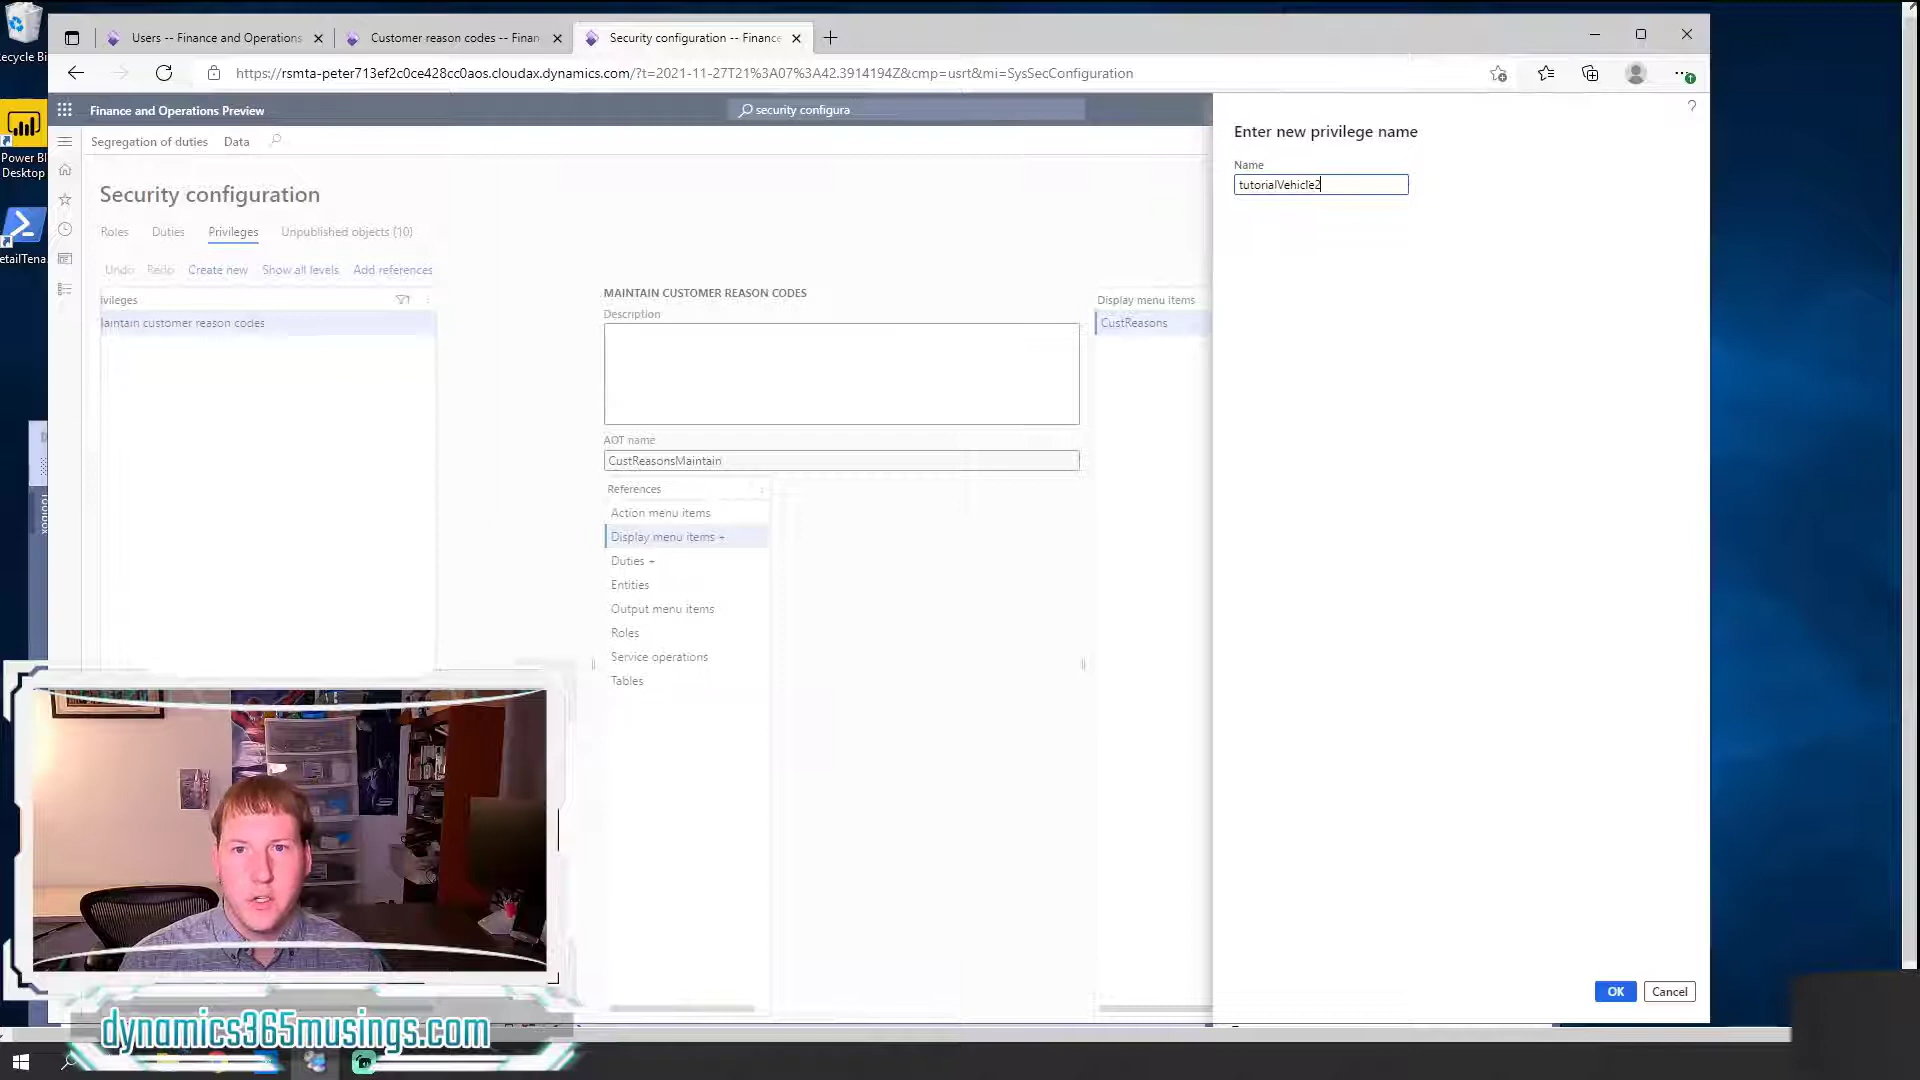 Recycle Bi
Power BI
Desktop
etailTena.
Users -- Finance and Operations
Customer reason codes -- Finan
Security configuration -- Finance
https://rsmta-peter713ef2c0ce428cc0aos.cloudax.dynamics.com/?t=2021-11-27T21%3A07%3A42.3914194Z&cmp=usrt&mi=SysSecConfiguration
Finance and Operations Preview
security configura
?
Segregation of duties Data
Security configuration
Roles Duties Privileges Unpublished objects (10)
Undo Redo Create new Show all levels Add references
ivileges
aintain customer reason codes
MAINTAIN CUSTOMER REASON CODES
Description
AOT name
CustReasonsMaintain
References
Action menu items
Display menu items +
Duties +
Entities
Output menu items
Roles
Service operations
Tables
Display menu items
CustReasons
Enter new privilege name
Name
tutorialVehicle2
OK Cancel
Toolbox
dynamics365musings.com